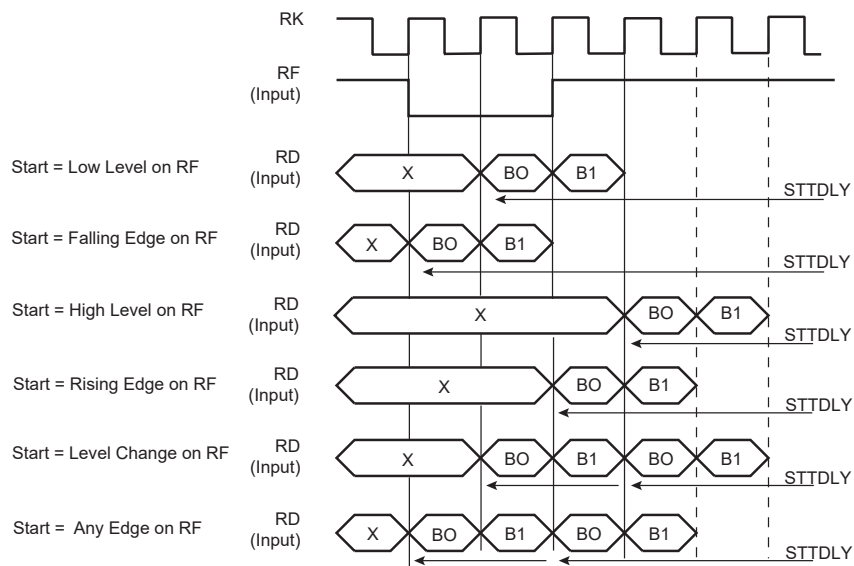 RK
RF
(Input)
Start = Low Level on RF
RD
(Input)
X
BO
B1
STTDLY
Start = Falling Edge on RF
RD
(Input)
X
BO
B1
STTDLY
Start = High Level on RF
RD
(Input)
X
BO
B1
STTDLY
Start = Rising Edge on RF
RD
(Input)
X
BO
B1
STTDLY
Start = Level Change on RF
RD
(Input)
X
BO
B1
BO
B1
STTDLY
Start = Any Edge on RF
RD
(Input)
X
BO
B1
BO
B1
STTDLY